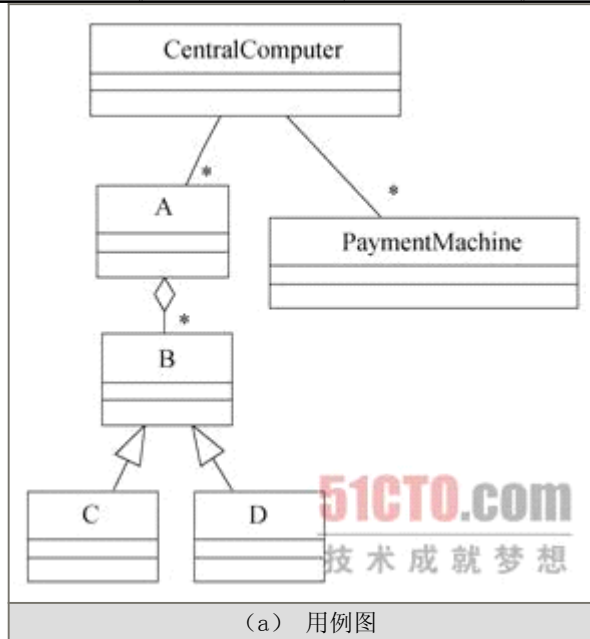 CentralComputer
*
*
A
PaymentMachine
*
B
C
D
51CTO.com
技术成就梦想
（a） 用例图